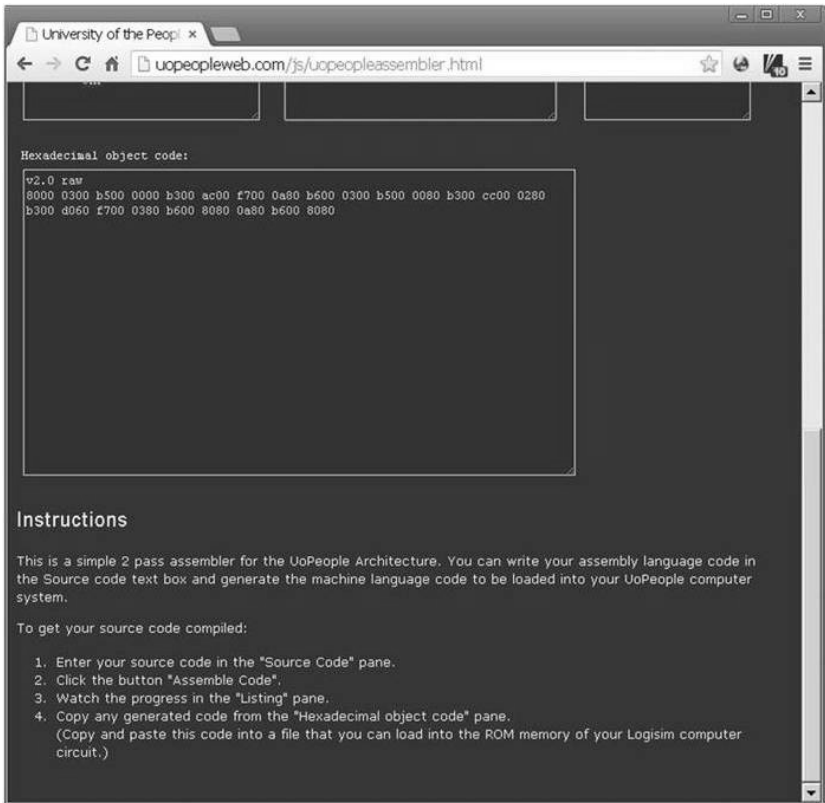 University of the Peopl
uopeopleweb.com/js/uopeopleassembler.html
10
Hexadecimal object code:
v2.0 raw
8000 0300 b500 0000 b300 ac00 f700 0a80 b600 0300 b500 0080 b300 cc00 0280
b300 d060 f700 0380 b600 8080 0a80 b600 8080
Instructions
This is a simple 2 pass assembler for the UoPeople Architecture. You can write your assembly language code in
the Source code text box and generate the machine language code to be loaded into your UoPeople computer
system.
To get your source code compiled:
1. Enter your source code in the "Source Code" pane.
2. Click the button "Assemble Code".
3. Watch the progress in the "Listing" pane.
4. Copy any generated code from the "Hexadecimal object code" pane.
(Copy and paste this code into a file that you can load into the ROM memory of your Logisim computer
circuit.)